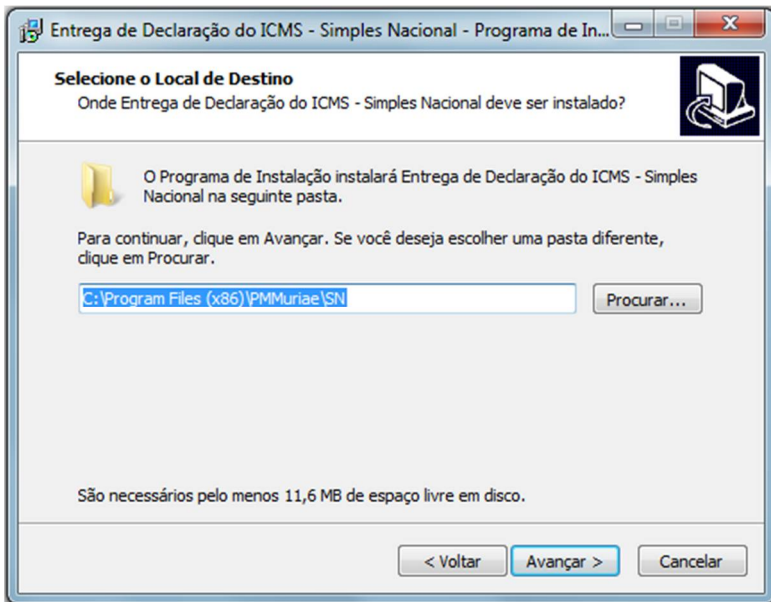 Entrega de Declaração do ICMS - Simples Nacional - Programa de In...
Selecione o Local de Destino
Onde Entrega de Declaração do ICMS - Simples Nacional deve ser instalado?
O Programa de Instalação instalará Entrega de Declaração do ICMS - Simples
Nacional na seguinte pasta.
Para continuar, clique em Avançar. Se você deseja escolher uma pasta diferente,
clique em Procurar.
C:\Program Files (x86)\PMMuriae\SN
Procurar...
São necessários pelo menos 11,6 MB de espaço livre em disco.
< Voltar
Avançar >
Cancelar